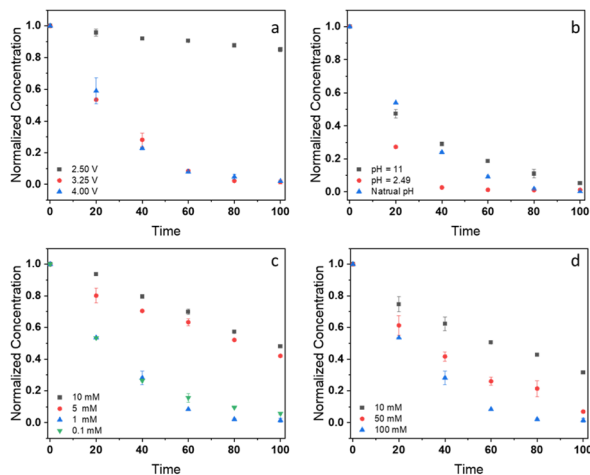 a
Normalized Concentration
1.0
0.8
0.6
0.4
0.2
0.0
2.50 V
3.25 V
4.00 V
0 20 40 60 80 100
Time
b
Normalized Concentration
1.0
0.8
0.6
0.4
0.2
0.0
pH = 11
pH = 2.49
Natrual pH
0 20 40 60 80 100
Time
c
Normalized Concentration
1.0
0.8
0.6
0.4
0.2
0.0
10 mM
5 mM
1 mM
0.1 mM
0 20 40 60 80 100
Time
d
Normalized Concentration
1.0
0.8
0.6
0.4
0.2
0.0
10 mM
50 mM
100 mM
0 20 40 60 80 100
Time